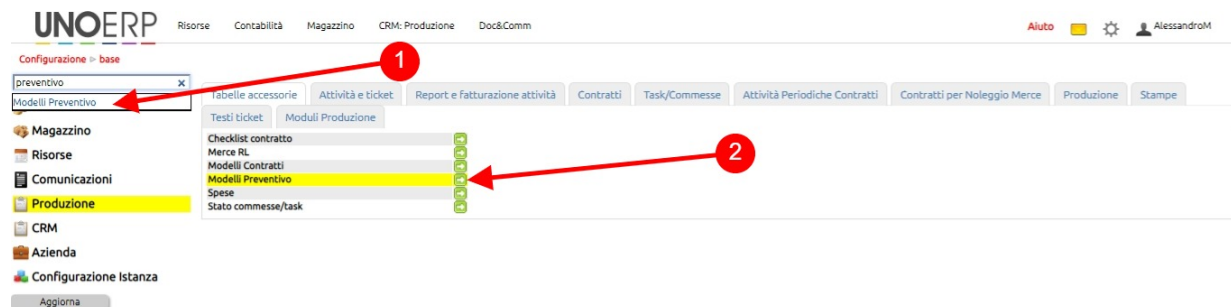 UNOERP Risorse Contabilità Magazzino CRM: Produzione Doc&Comm Aiuto AlessandroM
Configurazione ▹ base
1
preventivo x
Modelli Preventivo
Tabelle accessorie Attività e ticket Report e fatturazione attività Contratti Task/Commesse Attività Periodiche Contratti Contratti per Noleggio Merce Produzione Stampe
Testi ticket Moduli Produzione
Magazzino
Risorse
Comunicazioni
Produzione
CRM
Azienda
Configurazione Istanza
Aggiorna
Checklist contratto
Merce RL
Modelli Contratti
Modelli Preventivo
Spese
Stato commesse/task
2